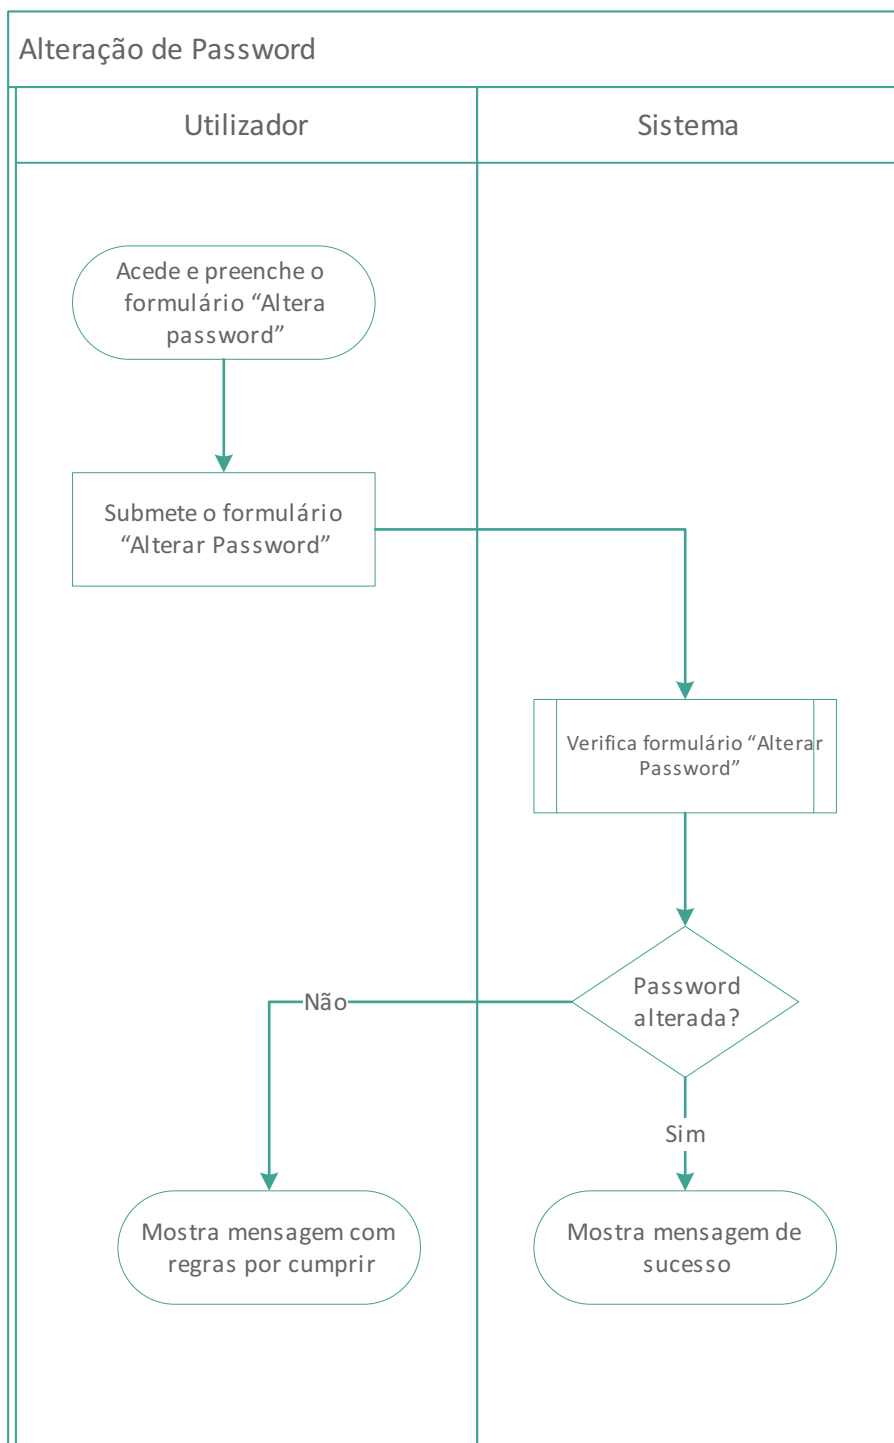 Alteração de Password
Utilizador
Sistema
Acede e preenche o
formulário “Altera
password”
Submete o formulário
“Alterar Password”
Verifica formulário “Alterar
Password”
Password
alterada?
Não
Sim
Mostra mensagem com
regras por cumprir
Mostra mensagem de
sucesso